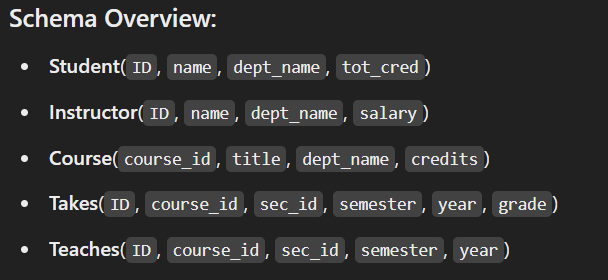 Schema Overview:
• Student(ID, name, dept_name, tot_cred)
• Instructor(ID, name, dept_name, salary)
• Course(course_id, title, dept_name, credits)
• Takes(ID, course_id, sec_id, semester, year, grade)
• Teaches(ID, course_id, sec_id, semester, year)